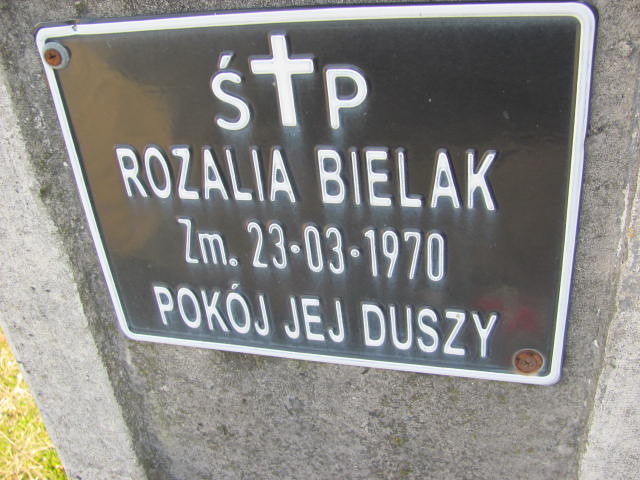 Ś✝P
ROZALIA BIELAK
Zm. 23·03·1970
POKÓJ JEJ DUSZY